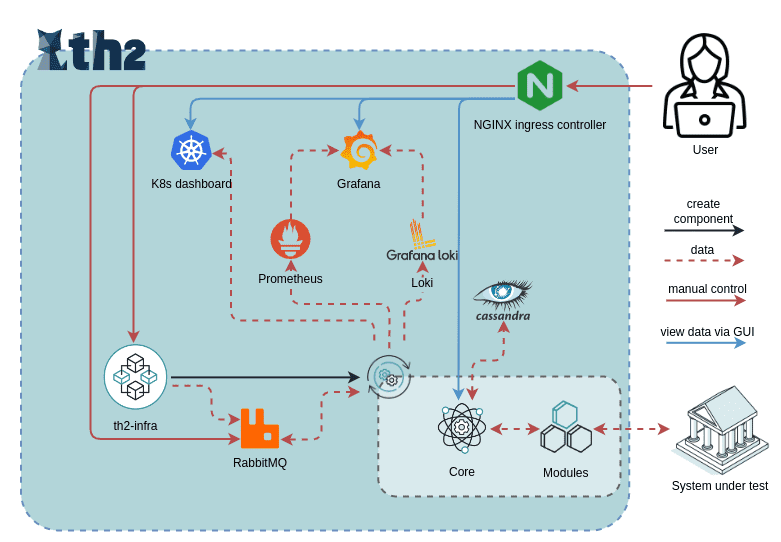 th2
NGINX ingress controller
User
K8s dashboard
Grafana
create
component
data
manual control
view data via GUI
Prometheus
Grafana loki
Loki
cassandra
th2-infra
RabbitMQ
Core
Modules
System under test